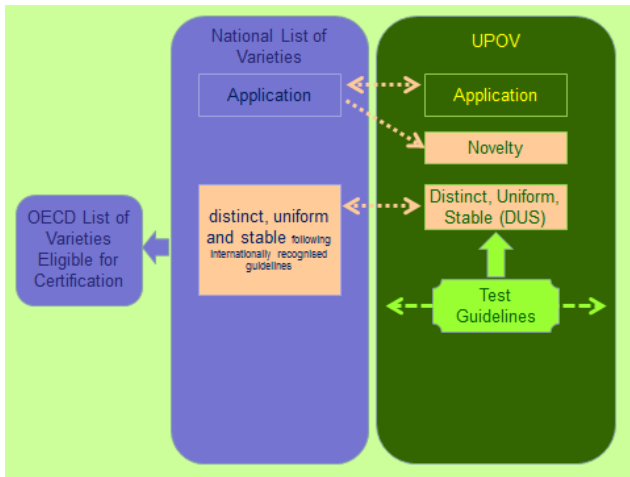 National List of
Varieties
Application
UPOV
Application
Novelty
OECD List of
Varieties
Eligible for
Certification
distinct, uniform
and stable following
internationally recognised
guidelines
Distinct, Uniform,
Stable (DUS)
Test
Guidelines